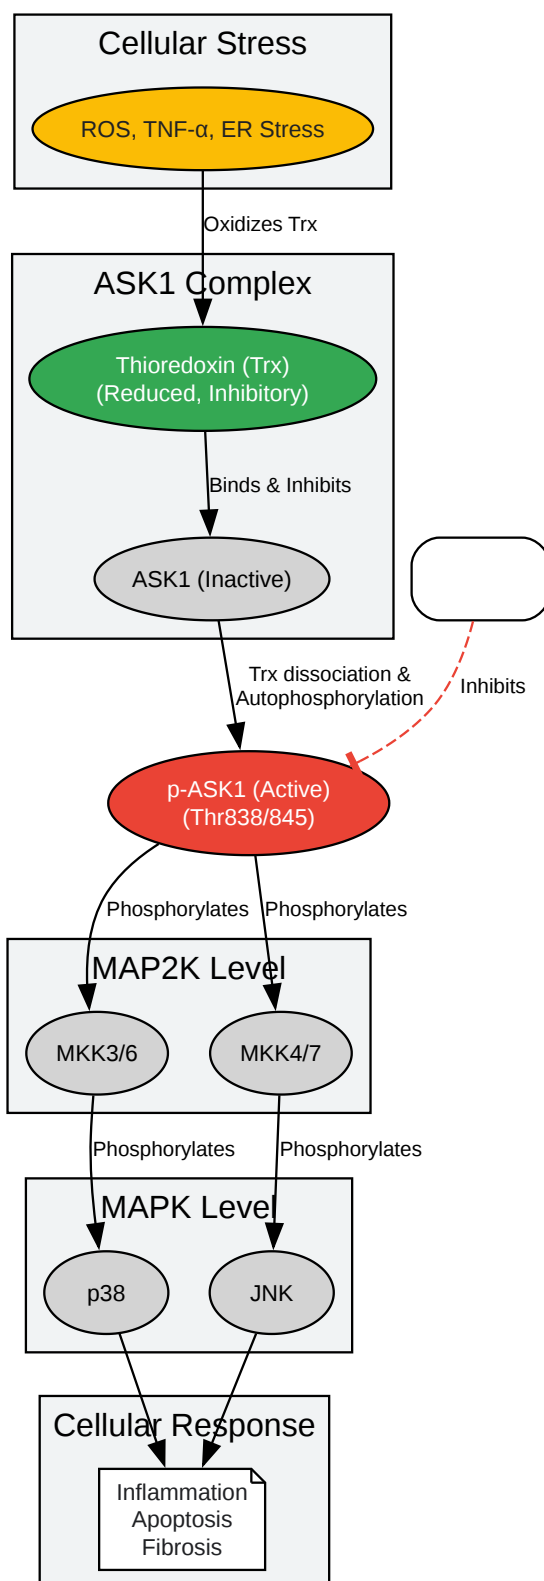 Cellular Stress
ROS, TNF-α, ER Stress
Oxidizes Trx
ASK1 Complex
Thioredoxin (Trx)
(Reduced, Inhibitory)
Binds & Inhibits
ASK1 (Inactive)
Trx dissociation &
Autophosphorylation
Inhibits
p-ASK1 (Active)
(Thr838/845)
Phosphorylates
Phosphorylates
MAP2K Level
MKK3/6
MKK4/7
Phosphorylates
Phosphorylates
MAPK Level
p38
JNK
Cellular Response
Inflammation
Apoptosis
Fibrosis